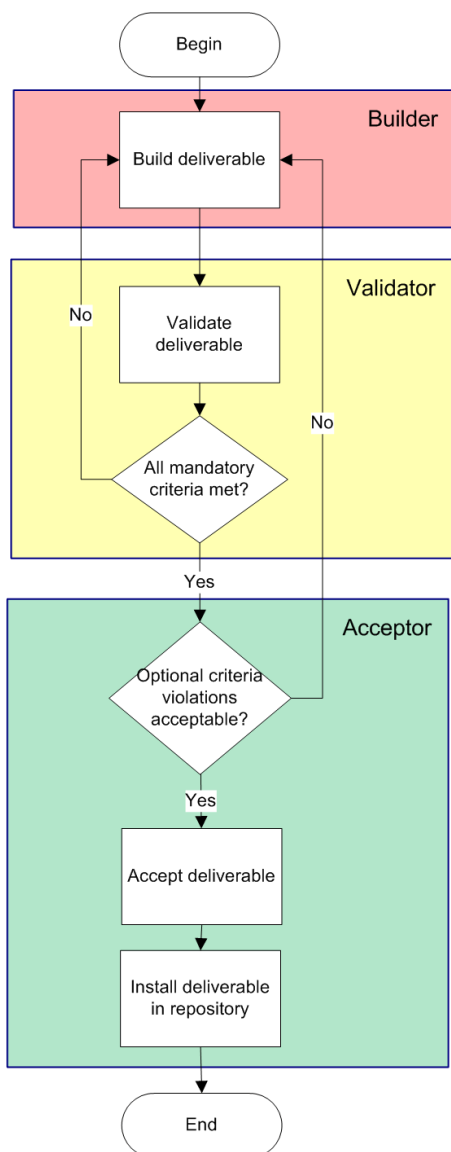 Begin
Builder
Build deliverable
Validator
No
Validate
deliverable
No
All mandatory
criteria met?
Yes
Acceptor
Optional criteria
violations
acceptable?
Yes
Accept deliverable
Install deliverable
in repository
End